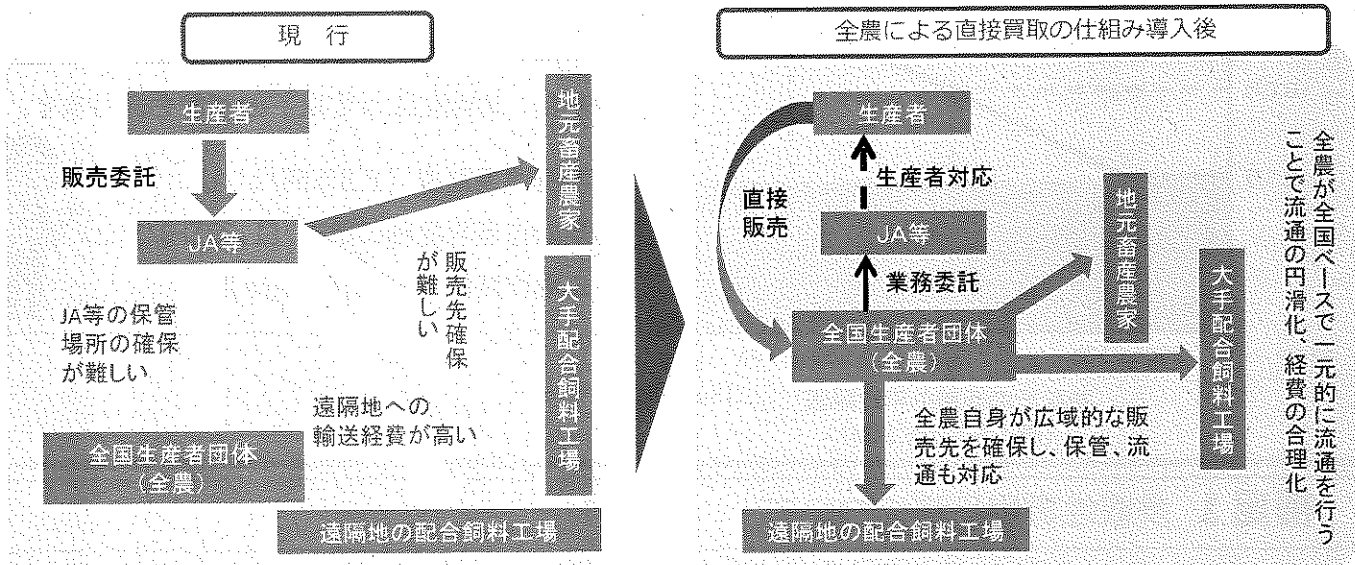 現 行
生産者
販売委託
JA等
地元畜産農家
販売先確保
が難しい
JA等の保管
場所の確保
が難しい
大手配合飼料工場
遠隔地への
輸送経費が高い
全国生産者団体
(全農)
遠隔地の配合飼料工場
全農による直接買取の仕組み導入後
生産者
直接
販売
生産者対応
JA等
業務委託
全国生産者団体
(全農)
地元畜産農家
大手配合飼料工場
全農自身が広域的な販
売先を確保し、保管、流
通も対応
遠隔地の配合飼料工場
全農が全国ベースで一元的に流通を行う
ことで流通の円滑化、経費の合理化